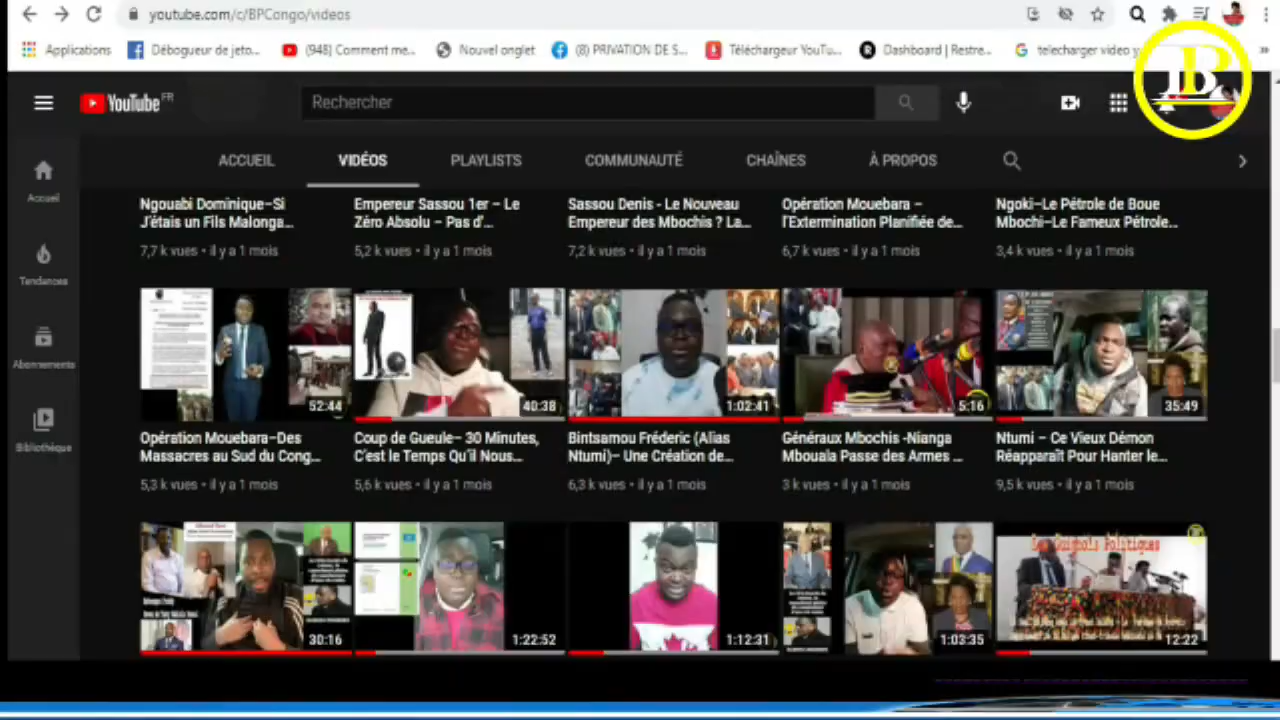 youtube.com/c/BPCongo/videos
Applications
Débogueur de jeto...
(948) Comment me...
Nouvel onglet
(8) PRIVATION DE S...
Téléchargeur YouTu...
Dashboard | Restre...
telecharger video y
YouTube FR
Rechercher
ACCUEIL
VIDÉOS
PLAYLISTS
COMMUNAUTÉ
CHAÎNES
À PROPOS
Accueil
Tendances
Abonnements
Bibliothèque
Ngouabi Dominique–Si
J'étais un Fils Malonga...
7,7 k vues • il y a 1 mois
Empereur Sassou 1er – Le
Zéro Absolu – Pas d'...
5,2 k vues • il y a 1 mois
Sassou Denis - Le Nouveau
Empereur des Mbochis ? La...
7,2 k vues • il y a 1 mois
Opération Mouebara –
l'Extermination Planifiée de...
6,7 k vues • il y a 1 mois
Ngoki–Le Pétrole de Boue
Mbochi–Le Fameux Pétrole...
3,4 k vues • il y a 1 mois
52:44
Opération Mouebara–Des
Massacres au Sud du Cong...
5,3 k vues • il y a 1 mois
40:38
Coup de Gueule– 30 Minutes,
C'est le Temps Qu'il Nous...
5,6 k vues • il y a 1 mois
1:02:41
Bintsamou Fréderic (Alias
Ntumi)– Une Création de...
6,3 k vues • il y a 1 mois
5:16
Généraux Mbochis -Nianga
Mbouala Passe des Armes ...
3 k vues • il y a 1 mois
35:49
Ntumi – Ce Vieux Démon
Réapparaît Pour Hanter le...
9,5 k vues • il y a 1 mois
30:16
1:22:52
1:12:31
1:03:35
Les Guignols Politiques
12:22